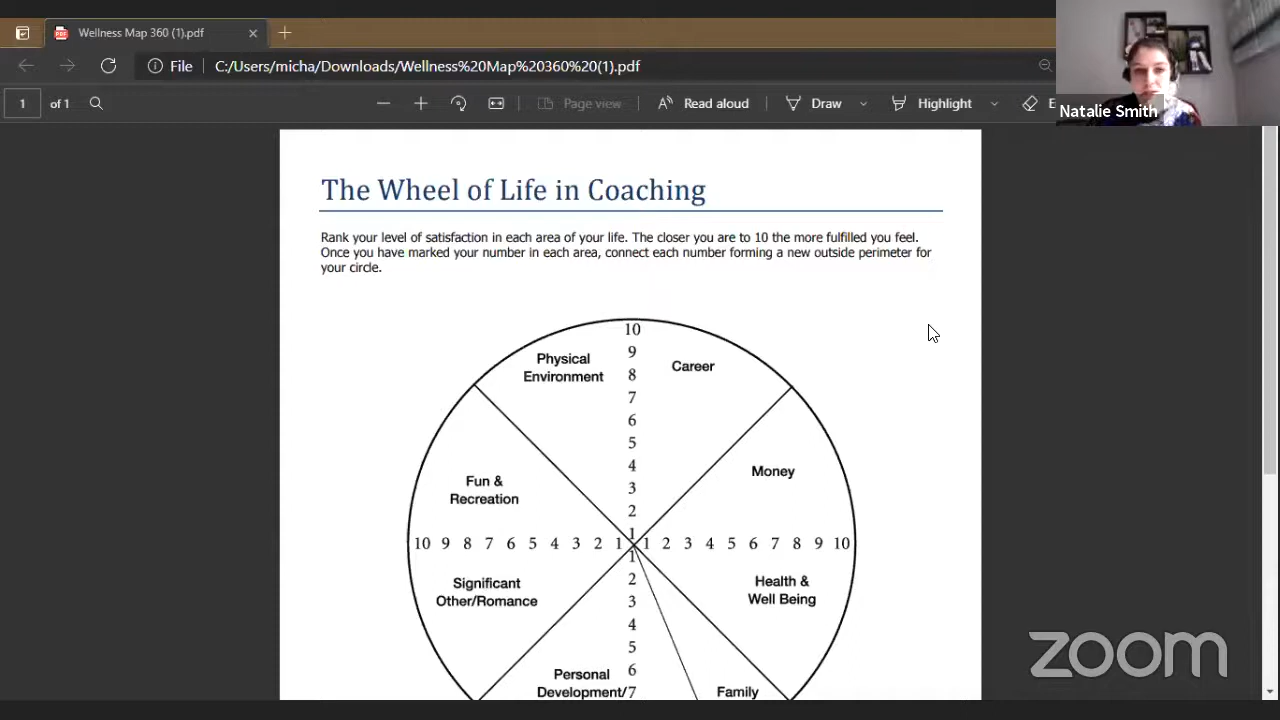 Wellness Map 360 (1).pdf
File
C:/Users/micha/Downloads/Wellness%20Map%20360%20(1).pdf
1 of 1
Page view
Read aloud
Draw
Highlight
Natalie Smith
The Wheel of Life in Coaching
Rank your level of satisfaction in each area of your life. The closer you are to 10 the more fulfilled you feel.
Once you have marked your number in each area, connect each number forming a new outside perimeter for
your circle.
10
Physical
Environment
9
Career
8
7
6
5
4
3
2
1
Money
Fun &
Recreation
10 9 8 7 6 5 4 3 2 1 1 2 3 4 5 6 7 8 9 10
1
Significant
Other/Romance
Health &
Well Being
2
3
4
5
6
Personal
Development/
7
Family
zoom